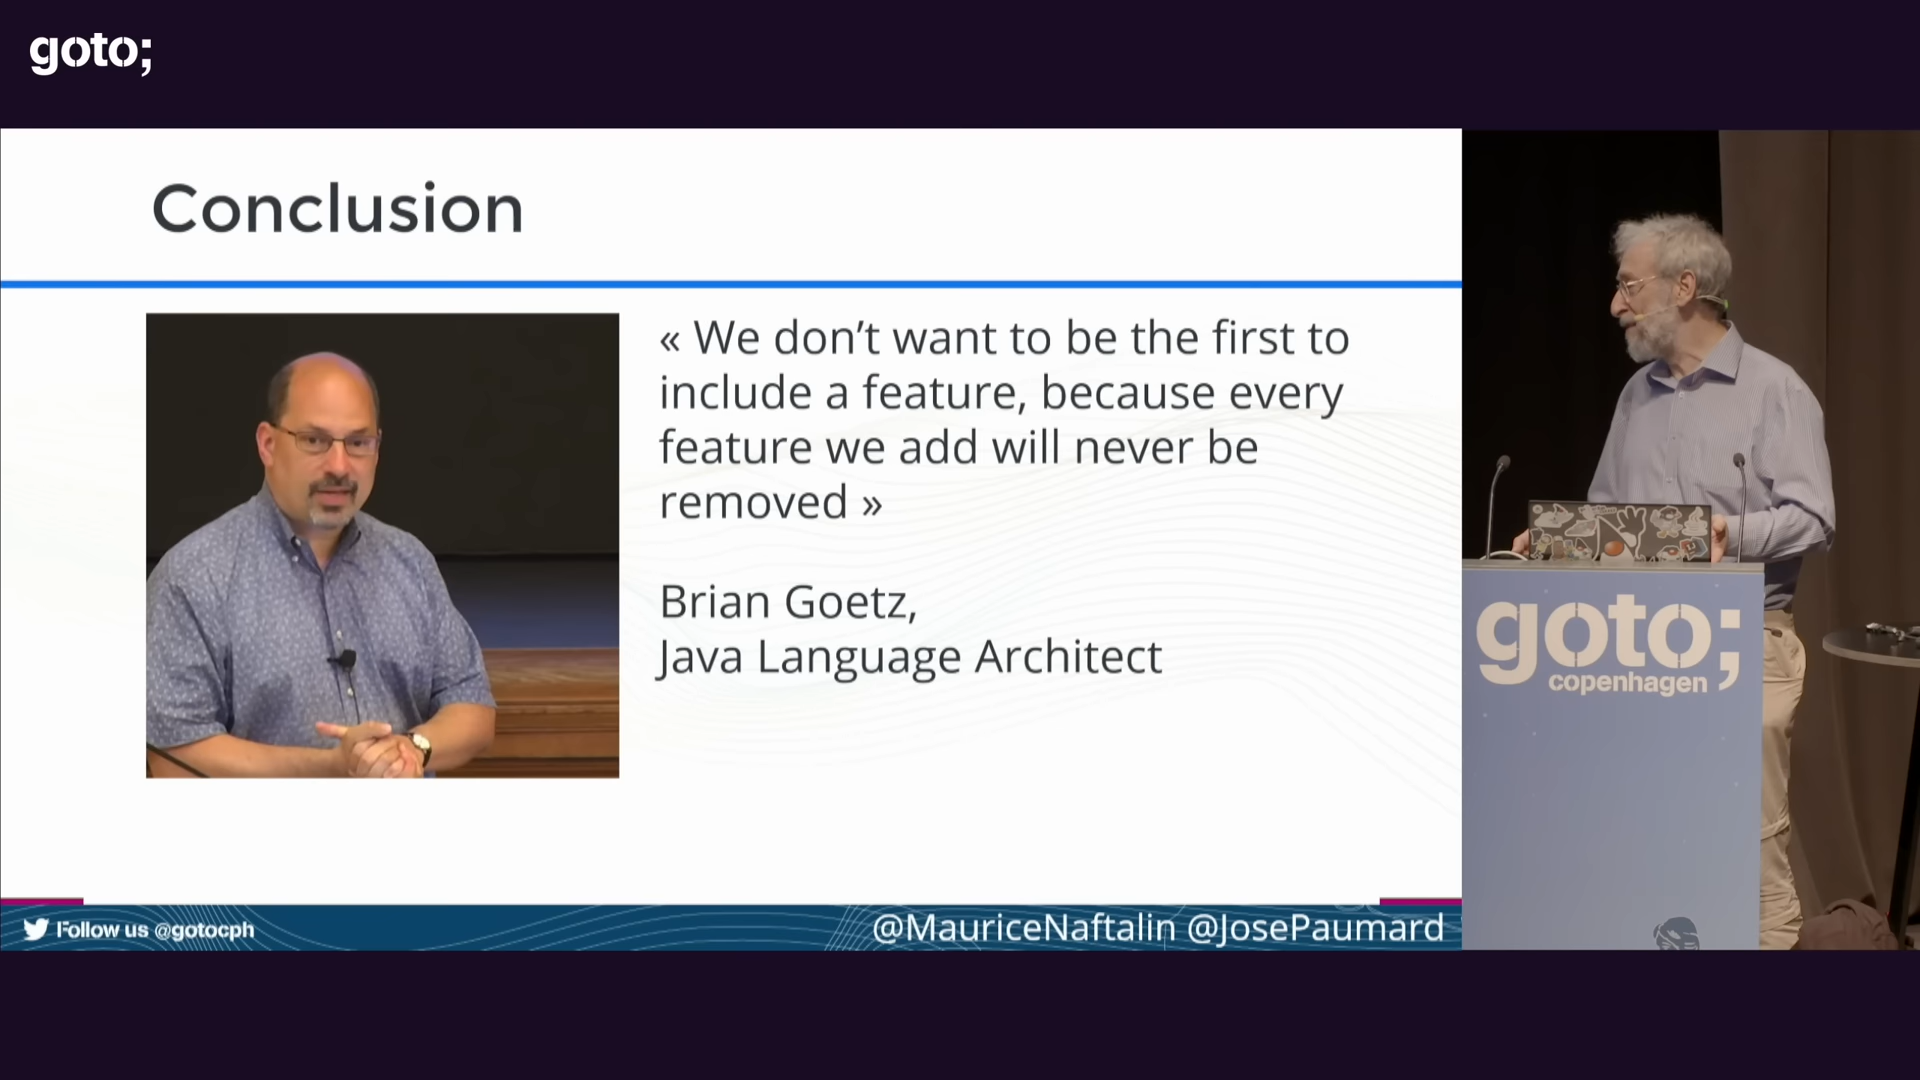 goto;
Conclusion
« We don’t want to be the first to
include a feature, because every
feature we add will never be
removed »
Brian Goetz,
Java Language Architect
goto;
copenhagen
Follow us @gotocph
@MauriceNaftalin @JosePaumard